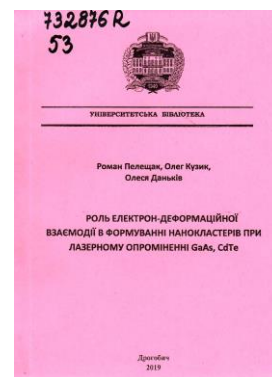 732876 R
53
УНІВЕРСИТЕТСЬКА БІБЛІОТЕКА
Роман Пелещак, Олег Кузик,
Олеся Даньків
РОЛЬ ЕЛЕКТРОН-ДЕФОРМАЦІЙНОЇ
ВЗАЄМОДІЇ В ФОРМУВАННІ НАНОКЛАСТЕРІВ ПРИ
ЛАЗЕРНОМУ ОПРОМІНЕННІ GaAs, CdTe
Дрогобич
2019